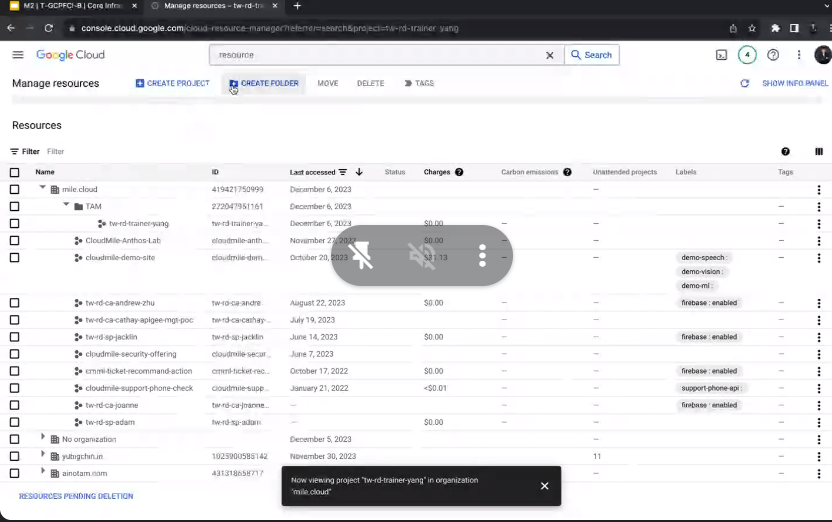 M2 | T-GCPFCI-B | Core Infras
Manage resources – tw-rd-tra
console.cloud.google.com/cloud-resource-manager?referrer=search&project=tw-rd-trainer-yang
Google Cloud
resource
Search
4
Manage resources
CREATE PROJECT
CREATE FOLDER
MOVE
DELETE
TAGS
SHOW INFO PANEL
Resources
Filter Filter
Name ID Last accessed Status Charges Carbon emissions Unattended projects Labels Tags
mile.cloud 419421750999 December 6, 2023 — —
TAM 272047951161 December 6, 2023 — —
tw-rd-trainer-yang tw-rd-trainer-ya... December 6, 2023 $0.00 — —
CloudMile-Anthos-Lab cloudmile-anth... November 27, 2023 $0.00 — —
cloudmile-demo-site cloudmile-dem... October 20, 2023 — demo-speech : —
demo-vision :
demo-ml :
tw-rd-ca-andrew-zhu tw-rd-ca-andre... August 22, 2023 $0.00 — firebase : enabled —
tw-rd-ca-cathay-apigee-mgt-poc tw-rd-ca-cathay-... July 19, 2023 —
tw-rd-sp-jacklin tw-rd-sp-jacklin June 14, 2023 $0.00 — firebase : enabled —
cloudmile-security-offering cloudmile-secur... June 7, 2023 — —
cmml-ticket-recommand-action cmml-ticket-rec... October 17, 2022 $0.00 — firebase : enabled —
cloudmile-support-phone-check cloudmile-supp... January 21, 2022 <$0.01 — support-phone-api : —
tw-rd-ca-joanne tw-rd-ca-joanne... — — firebase : enabled —
tw-rd-sp-adam tw-rd-sp-adam — $0.00 — —
No organization December 5, 2023 — —
yubigchin.in November 30, 2023 11 —
ainotam.com 431318658717 —
RESOURCES PENDING DELETION
Now viewing project "tw-rd-trainer-yang" in organization
"mile.cloud"